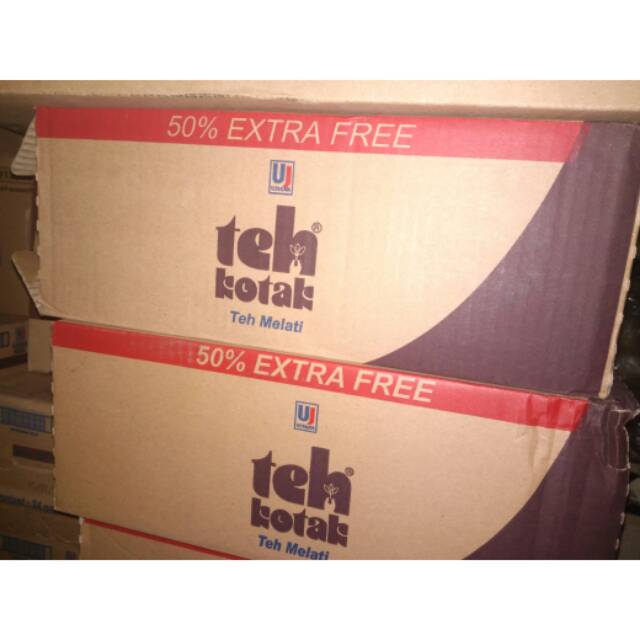 50% EXTRA FREE
UJ
teh®
kotak
Teh Melati
50% EXTRA FREE
UJ
teh®
kotak
Teh Melati